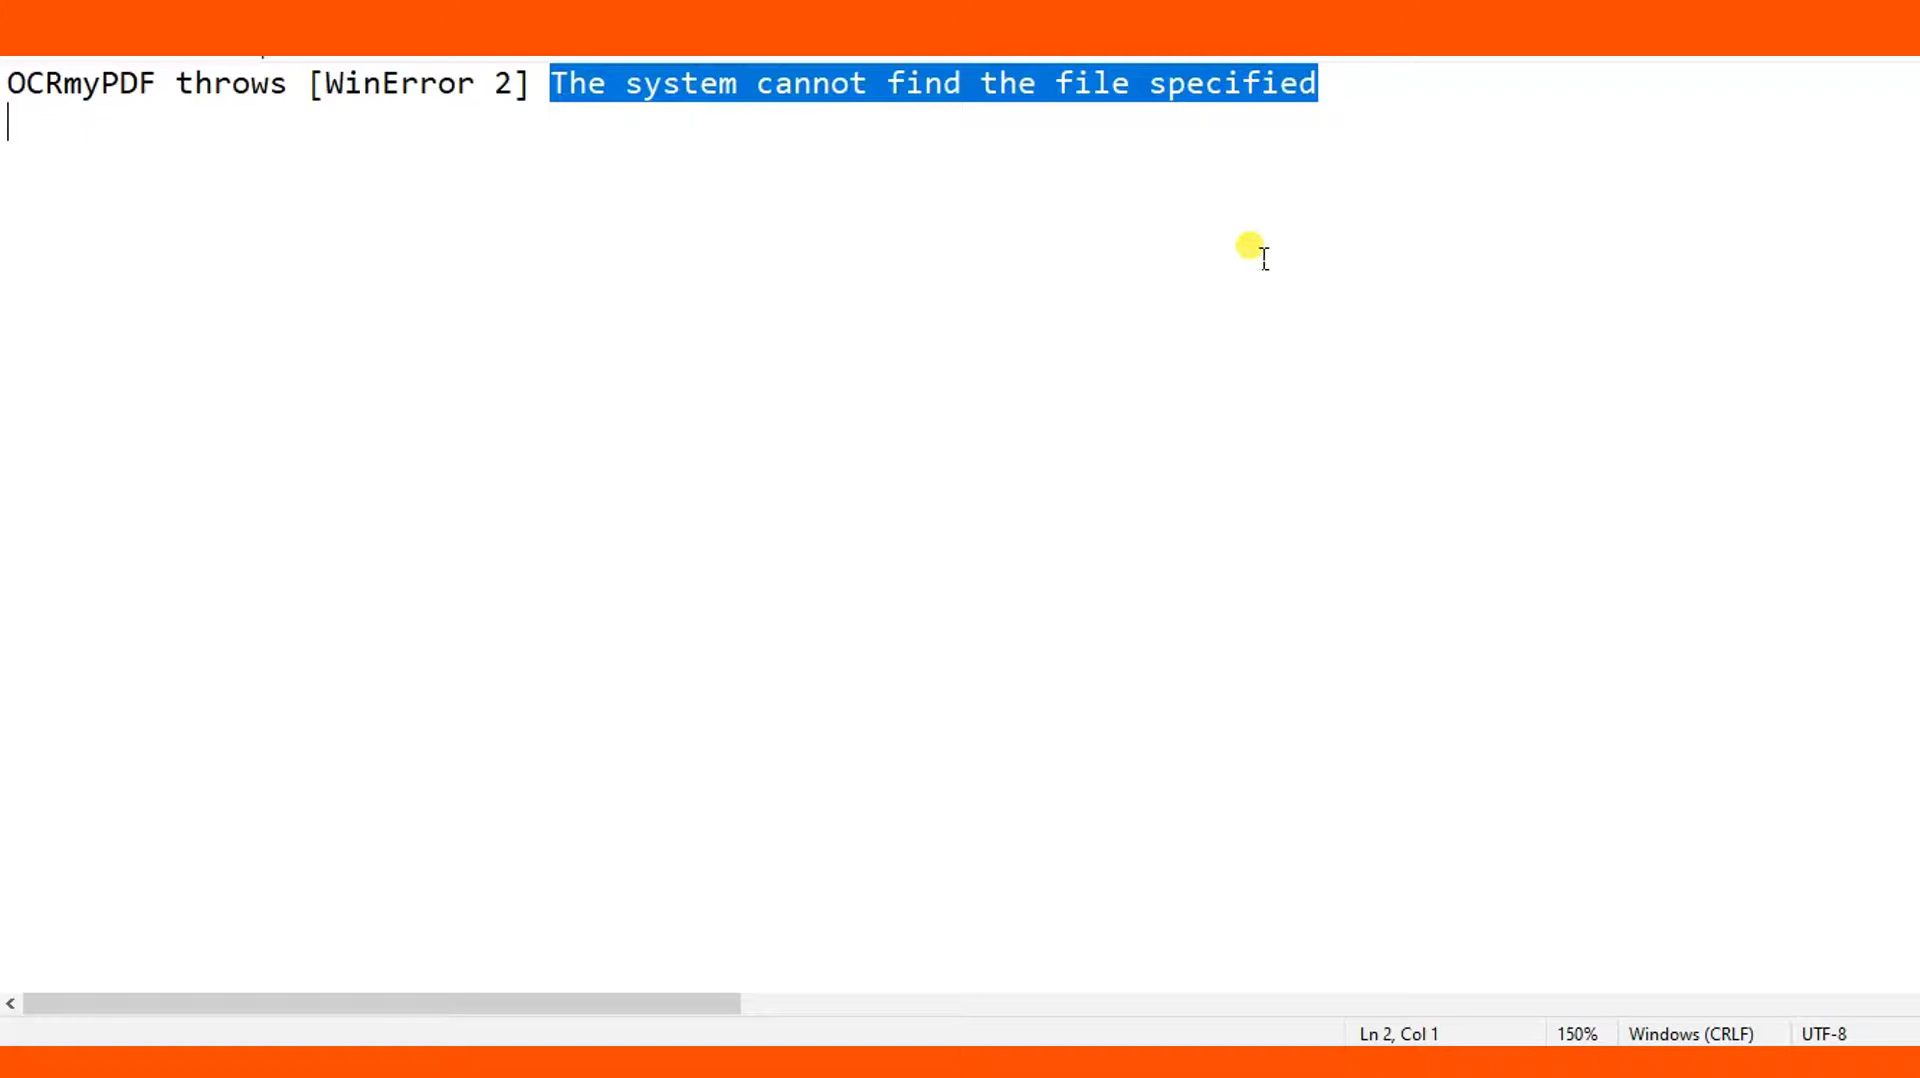 OCRmyPDF throws [WinError 2] The system cannot find the file specified
Ln 2, Col 1
150%
Windows (CRLF)
UTF-8